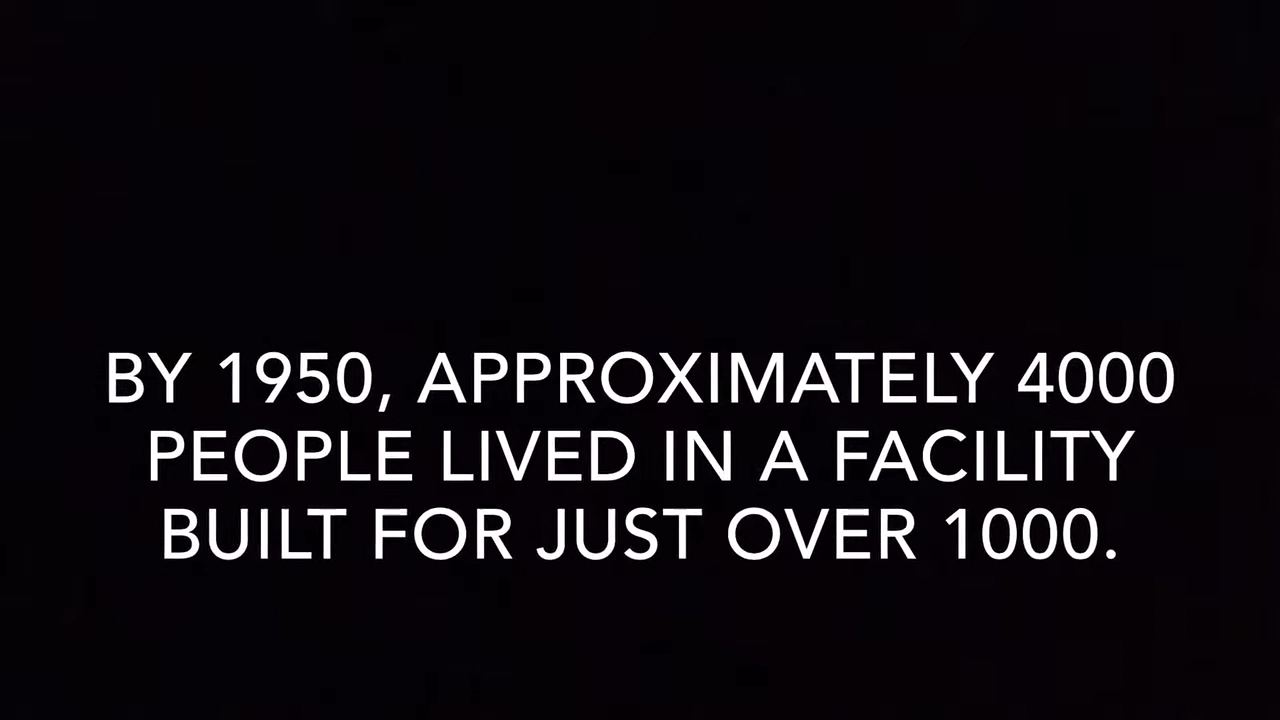 BY 1950, APPROXIMATELY 4000
PEOPLE LIVED IN A FACILITY
BUILT FOR JUST OVER 1000.